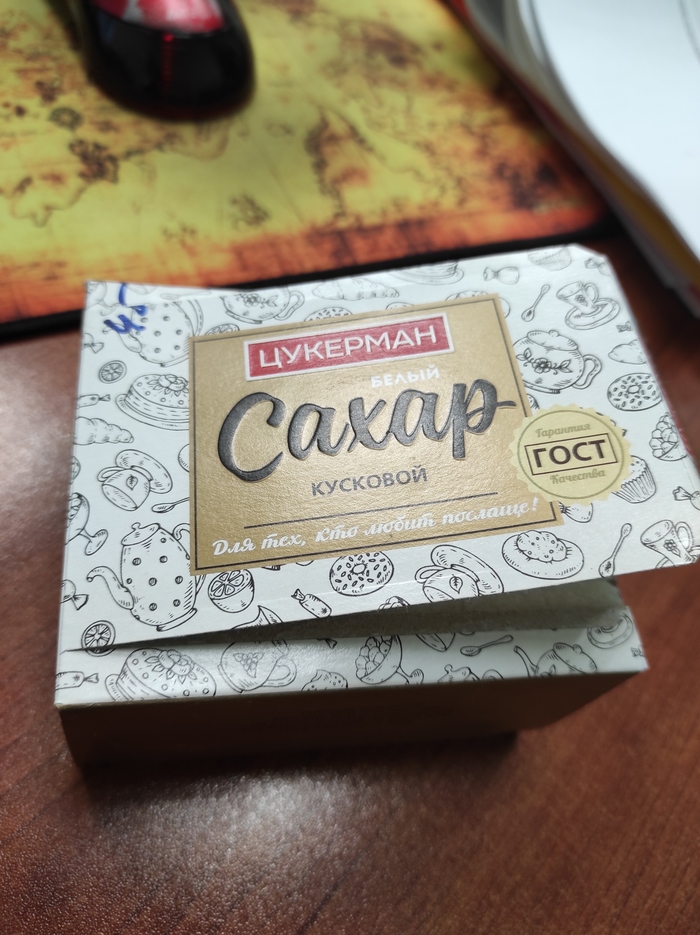 ЦУКЕРМАН
БЕЛЫЙ
Сахар
КУСКОВОЙ
Для тех, кто любит послаще!
Гарантия
ГОСТ
Качества